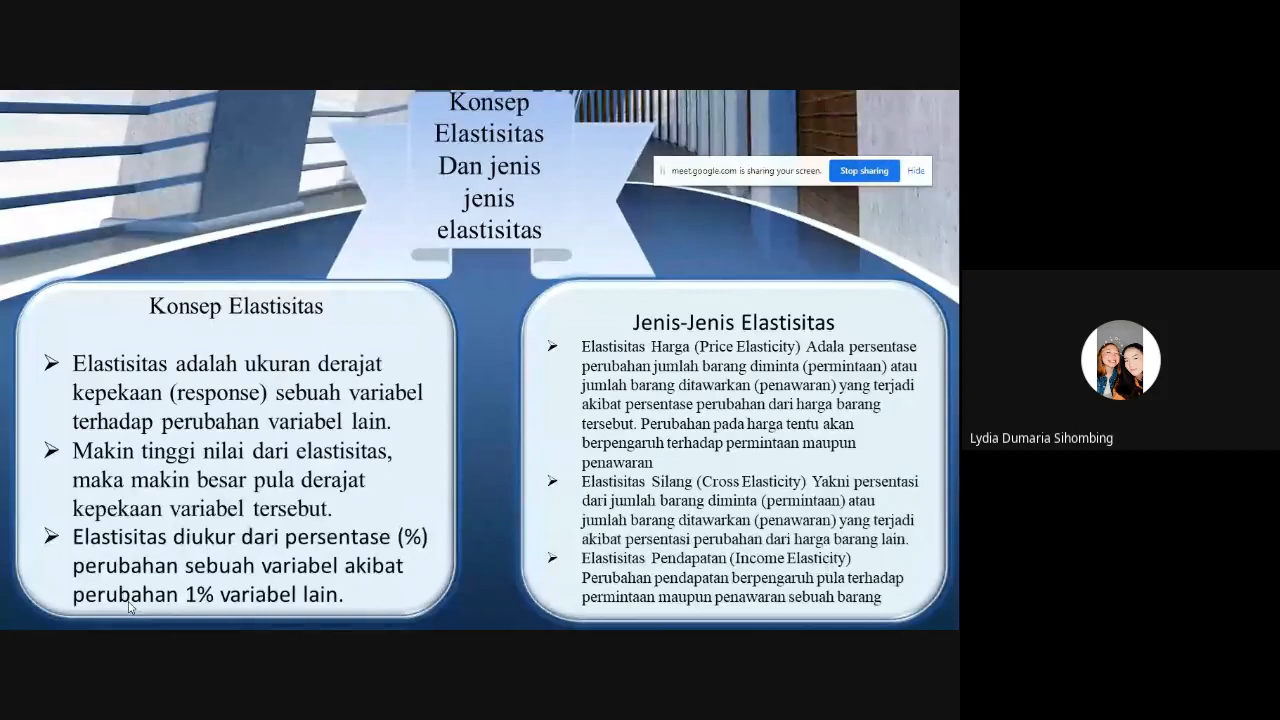 Konsep
Elastisitas
Dan jenis
jenis
elastisitas
meet.google.com is sharing your screen.
Stop sharing
Hide
Konsep Elastisitas
Elastisitas adalah ukuran derajat
kepekaan (response) sebuah variabel
terhadap perubahan variabel lain.
Makin tinggi nilai dari elastisitas,
maka makin besar pula derajat
kepekaan variabel tersebut.
Elastisitas diukur dari persentase (%)
perubahan sebuah variabel akibat
perubahan 1% variabel lain.
Jenis-Jenis Elastisitas
Elastisitas Harga (Price Elasticity) Adala persentase
perubahan jumlah barang diminta (permintaan) atau
jumlah barang ditawarkan (penawaran) yang terjadi
akibat persentase perubahan dari harga barang
tersebut. Perubahan pada harga tentu akan
berpengaruh terhadap permintaan maupun
penawaran
Elastisitas Silang (Cross Elasticity) Yakni persentasi
dari jumlah barang diminta (permintaan) atau
jumlah barang ditawarkan (penawaran) yang terjadi
akibat persentasi perubahan dari harga barang lain.
Elastisitas Pendapatan (Income Elasticity)
Perubahan pendapatan berpengaruh pula terhadap
permintaan maupun penawaran sebuah barang
Lydia Dumaria Sihombing